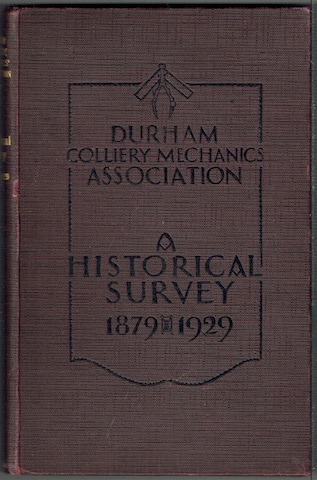 DURHAM
COLLIERY MECHANICS
ASSOCIATION
A
HISTORICAL
SURVEY
1879 1929